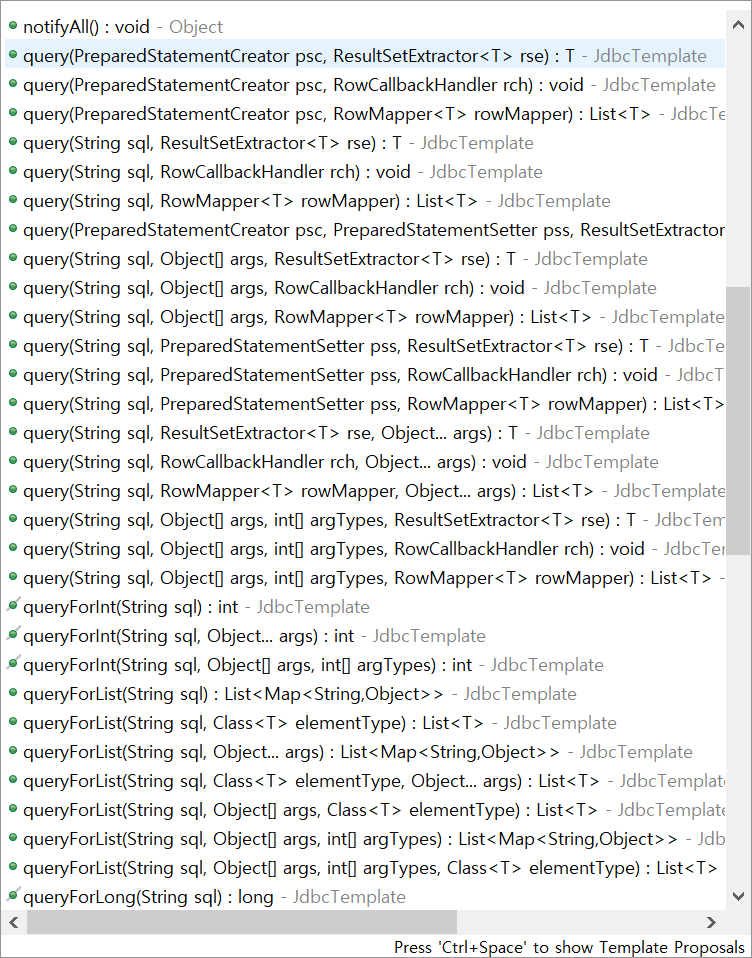 notifyAll() : void - Object
query(PreparedStatementCreator psc, ResultSetExtractor<T> rse) : T - JdbcTemplate
query(PreparedStatementCreator psc, RowCallbackHandler rch) : void - JdbcTemplate
query(PreparedStatementCreator psc, RowMapper<T> rowMapper) : List<T> - JdbcTe
query(String sql, ResultSetExtractor<T> rse) : T - JdbcTemplate
query(String sql, RowCallbackHandler rch) : void - JdbcTemplate
query(String sql, RowMapper<T> rowMapper) : List<T> - JdbcTemplate
query(PreparedStatementCreator psc, PreparedStatementSetter pss, ResultSetExtractor
query(String sql, Object[] args, ResultSetExtractor<T> rse) : T - JdbcTemplate
query(String sql, Object[] args, RowCallbackHandler rch) : void - JdbcTemplate
query(String sql, Object[] args, RowMapper<T> rowMapper) : List<T> - JdbcTemplate
query(String sql, PreparedStatementSetter pss, ResultSetExtractor<T> rse) : T - JdbcTe
query(String sql, PreparedStatementSetter pss, RowCallbackHandler rch) : void - JdbcT
query(String sql, PreparedStatementSetter pss, RowMapper<T> rowMapper) : List<T>
query(String sql, ResultSetExtractor<T> rse, Object... args) : T - JdbcTemplate
query(String sql, RowCallbackHandler rch, Object... args) : void - JdbcTemplate
query(String sql, RowMapper<T> rowMapper, Object... args) : List<T> - JdbcTemplate
query(String sql, Object[] args, int[] argTypes, ResultSetExtractor<T> rse) : T - JdbcTem
query(String sql, Object[] args, int[] argTypes, RowCallbackHandler rch) : void - JdbcTe
query(String sql, Object[] args, int[] argTypes, RowMapper<T> rowMapper) : List<T> -
queryForInt(String sql) : int - JdbcTemplate
queryForInt(String sql, Object... args) : int - JdbcTemplate
queryForInt(String sql, Object[] args, int[] argTypes) : int - JdbcTemplate
queryForList(String sql) : List<Map<String,Object>> - JdbcTemplate
queryForList(String sql, Class<T> elementType) : List<T> - JdbcTemplate
queryForList(String sql, Object... args) : List<Map<String,Object>> - JdbcTemplate
queryForList(String sql, Class<T> elementType, Object... args) : List<T> - JdbcTemplate
queryForList(String sql, Object[] args, Class<T> elementType) : List<T> - JdbcTemplate
queryForList(String sql, Object[] args, int[] argTypes) : List<Map<String,Object>> - Jdb
queryForList(String sql, Object[] args, int[] argTypes, Class<T> elementType) : List<T>
queryForLong(String sql) : long - JdbcTemplate
Press 'Ctrl+Space' to show Template Proposals